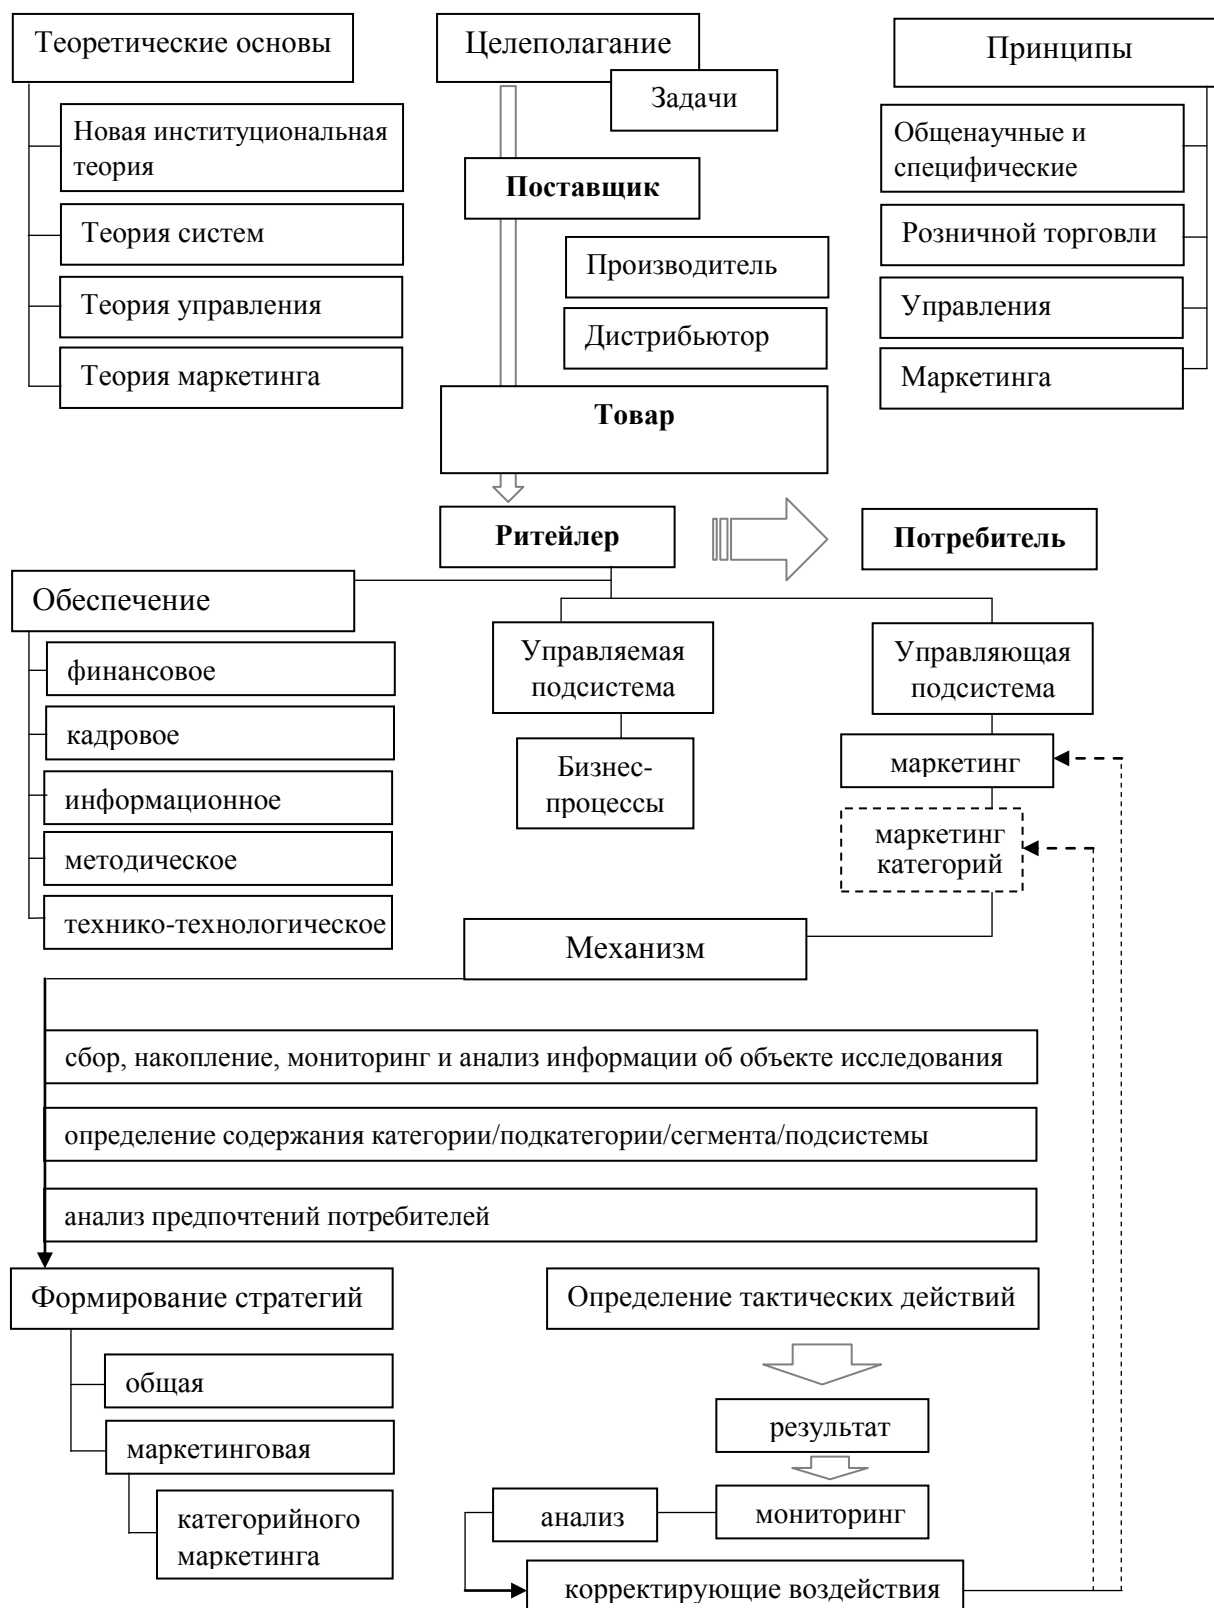 Теоретические основы
Новая институциональная
теория
Теория систем
Теория управления
Теория маркетинга
Целеполагание
Задачи
Поставщик
Производитель
Дистрибьютор
Товар
Принципы
Общенаучные и
специфические
Розничной торговли
Управления
Маркетинга
Ритейлер
Потребитель
Обеспечение
финансовое
кадровое
информационное
методическое
технико-технологическое
Управляемая
подсистема
Бизнес-
процессы
Управляющая
подсистема
маркетинг
маркетинг
категорий
Механизм
сбор, накопление, мониторинг и анализ информации об объекте исследования
определение содержания категории/подкатегории/сегмента/подсистемы
анализ предпочтений потребителей
Формирование стратегий
общая
маркетинговая
категорийного
маркетинга
Определение тактических действий
результат
мониторинг
анализ
корректирующие воздействия